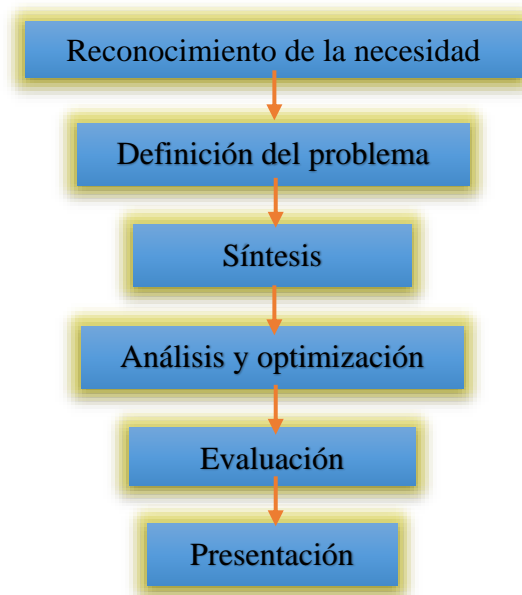 Reconocimiento de la necesidad
Definición del problema
Síntesis
Análisis y optimización
Evaluación
Presentación